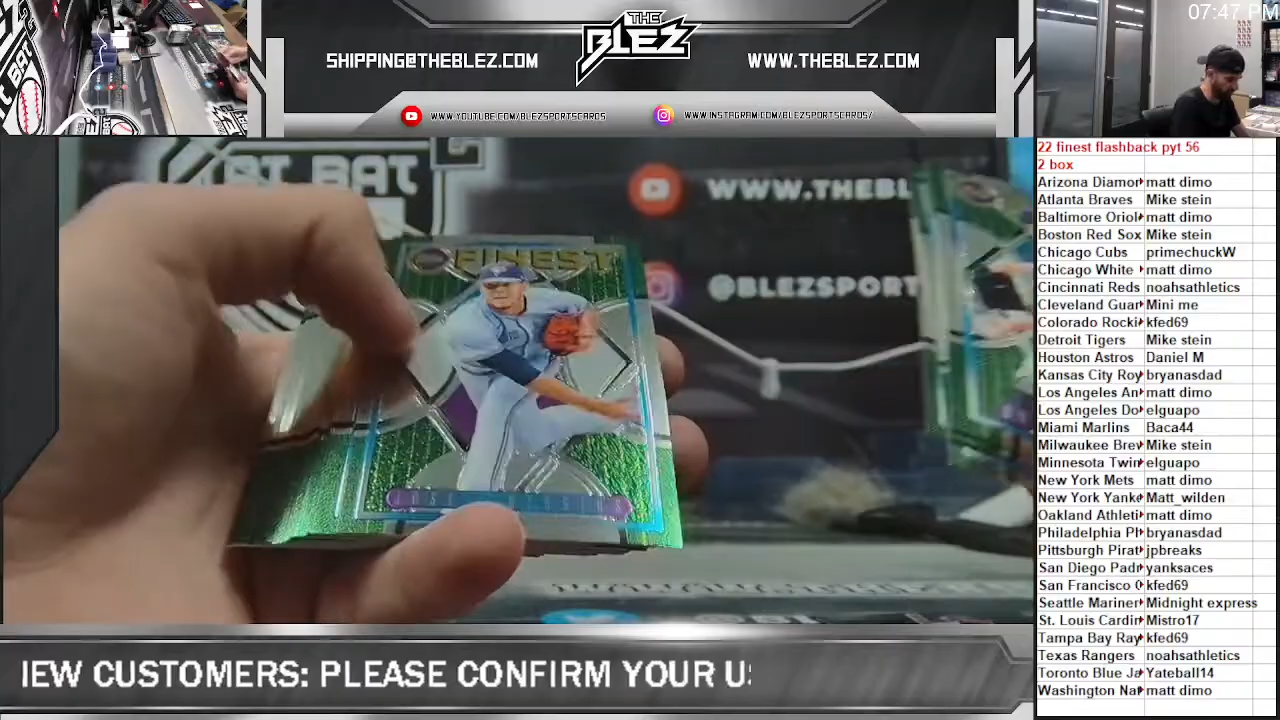 07:47 PM
THE
BLEZ
SHIPPING@THEBLEZ.COM
WWW.THEBLEZ.COM
WWW.YOUTUBE.COM/BLEZSPORTSCARDS
WWW.INSTAGRAM.COM/BLEZSPORTSCARDS/
AT BAT
WWW.THEBL
@BLEZSPORT
FINEST
22 finest flashback pyt 56
2 box
Arizona Diamor matt dimo
Atlanta Braves Mike stein
Baltimore Oriol matt dimo
Boston Red Sox Mike stein
Chicago Cubs primechuckW
Chicago White matt dimo
Cincinnati Reds noahsathletics
Cleveland Guar Mini me
Colorado Rocki kfed69
Detroit Tigers Mike stein
Houston Astros Daniel M
Kansas City Roy bryanasdad
Los Angeles An matt dimo
Los Angeles Do elguapo
Miami Marlins Baca44
Milwaukee Brev Mike stein
Minnesota Twin elguapo
New York Mets matt dimo
New York Yanke Matt_wilden
Oakland Athleti matt dimo
Philadelphia Ph bryanasdad
Pittsburgh Pirat jpbreaks
San Diego Padr yanksaces
San Francisco G kfed69
Seattle Mariner Midnight express
St. Louis Cardin Mistro17
Tampa Bay Ray kfed69
Texas Rangers noahsathletics
Toronto Blue Ja Yateball14
Washington Nat matt dimo
IEW CUSTOMERS: PLEASE CONFIRM YOUR U